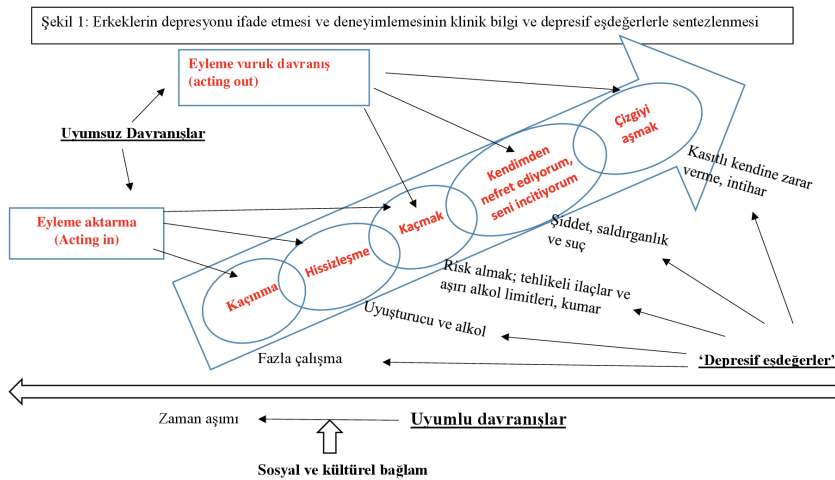 Şekil 1: Erkeklerin depresyonu ifade etmesi ve deneyimlemesinin klinik bilgi ve depresif eşdeğerlerle sentezlenmesi
Eyleme vuruk davranış
(acting out)
Uyumsuz Davranışlar
Eyleme aktarma
(Acting in)
Çizgiyi
aşmak
Kendimden
nefret ediyorum,
seni incitiyorum
Kaçmak
Hissizleşme
Kaçınma
Kasıtlı kendine zarar
verme, intihar
Şiddet, saldırganlık
ve suç
Risk almak; tehlikeli ilaçlar ve
aşırı alkol limitleri, kumar
Uyuşturucu ve alkol
Fazla çalışma
‘Depresif eşdeğerler’
Zaman aşımı
Uyumlu davranışlar
Sosyal ve kültürel bağlam